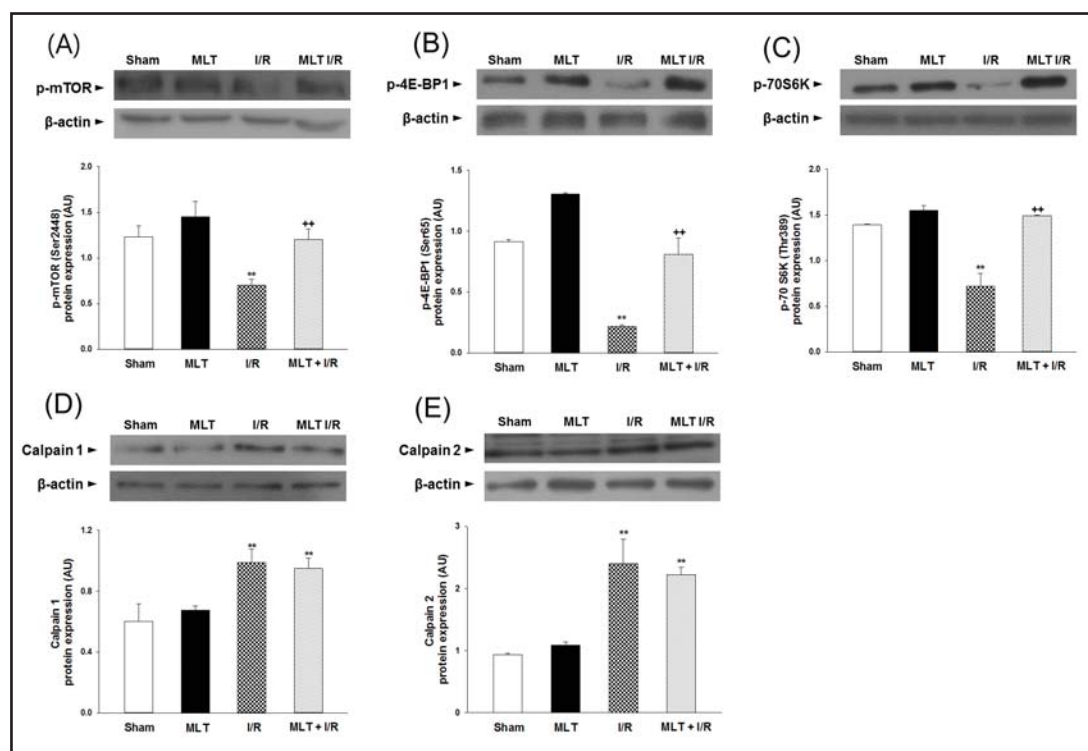 (A)
Sham MLT I/R MLT I/R
p-mTOR ►
β-actin ►
2.0
1.5
1.0
0.5
0.0
p-mTOR (Ser2448)
protein expression (AU)
**
++
Sham MLT I/R MLT + I/R
(B)
Sham MLT I/R MLT I/R
p-4E-BP1 ►
β-actin ►
1.5
1.0
0.5
0.0
p-4E-BP1 (Ser65)
protein expression (AU)
**
++
Sham MLT I/R MLT + I/R
(C)
Sham MLT I/R MLT I/R
p-70S6K ►
β-actin ►
2.0
1.5
1.0
0.5
0.0
p-70 S6K (Thr389)
protein expression (AU)
**
++
Sham MLT I/R MLT + I/R
(D)
Sham MLT I/R MLT I/R
Calpain 1 ►
β-actin ►
1.2
0.8
0.4
0.0
Calpain 1
protein expression (AU)
**
**
Sham MLT I/R MLT + I/R
(E)
Sham MLT I/R MLT I/R
Calpain 2 ►
β-actin ►
3
2
1
0
Calpain 2
protein expression (AU)
**
**
Sham MLT I/R MLT + I/R